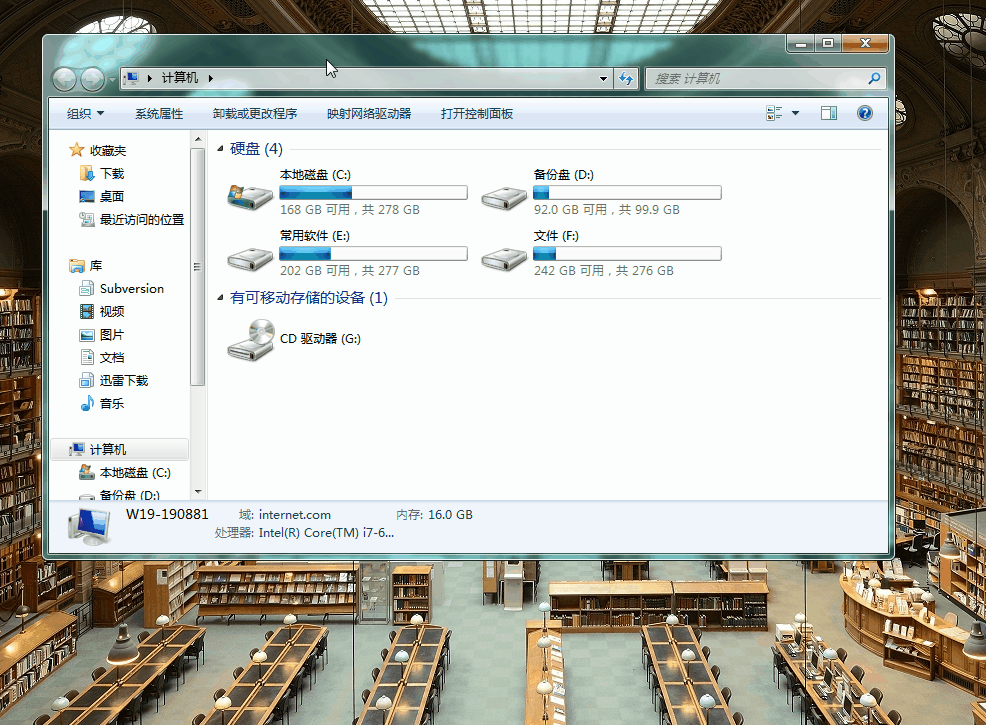 计算机
搜索 计算机
组织 系统属性 卸载或更改程序 映射网络驱动器 打开控制面板
收藏夹
下载
桌面
最近访问的位置
库
Subversion
视频
图片
文档
迅雷下载
音乐
计算机
本地磁盘 (C:)
备份盘 (D:)
硬盘 (4)
本地磁盘 (C:)
168 GB 可用，共 278 GB
备份盘 (D:)
92.0 GB 可用，共 99.9 GB
常用软件 (E:)
202 GB 可用，共 277 GB
文件 (F:)
242 GB 可用，共 276 GB
有可移动存储的设备 (1)
CD 驱动器 (G:)
W19-190881 域: internet.com 内存: 16.0 GB
处理器: Intel(R) Core(TM) i7-6...